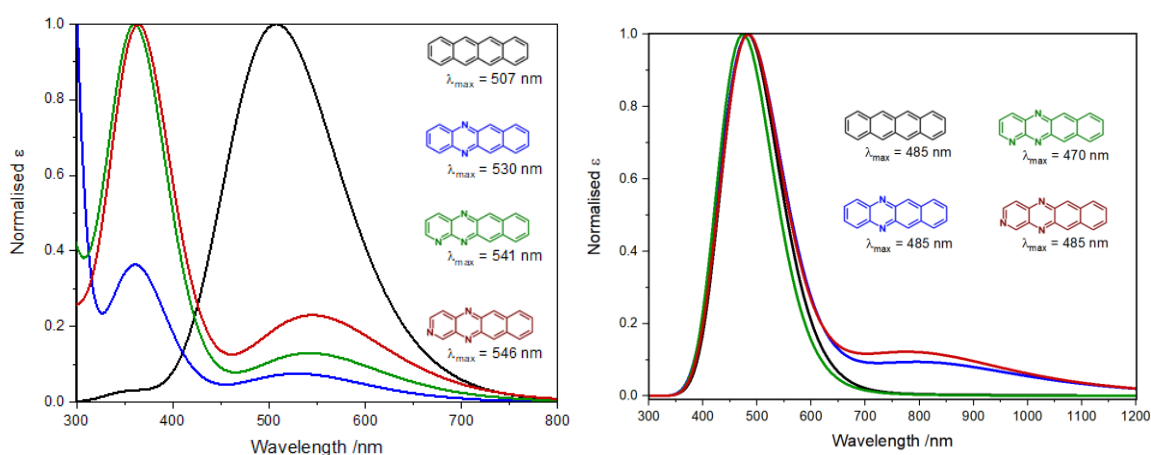 Normalised ε
1.0
0.8
0.6
0.4
0.2
0.0
300
400
500
600
700
800
Wavelength /nm
λmax = 507 nm
N
N
λmax = 530 nm
N
N
N
λmax = 541 nm
N
N
N
λmax = 546 nm
Normalised ε
1.0
0.8
0.6
0.4
0.2
0.0
300
400
500
600
700
800
900
1000
1100
1200
Wavelength /nm
λmax = 485 nm
N
N
N
λmax = 470 nm
N
N
λmax = 485 nm
N
N
N
λmax = 485 nm